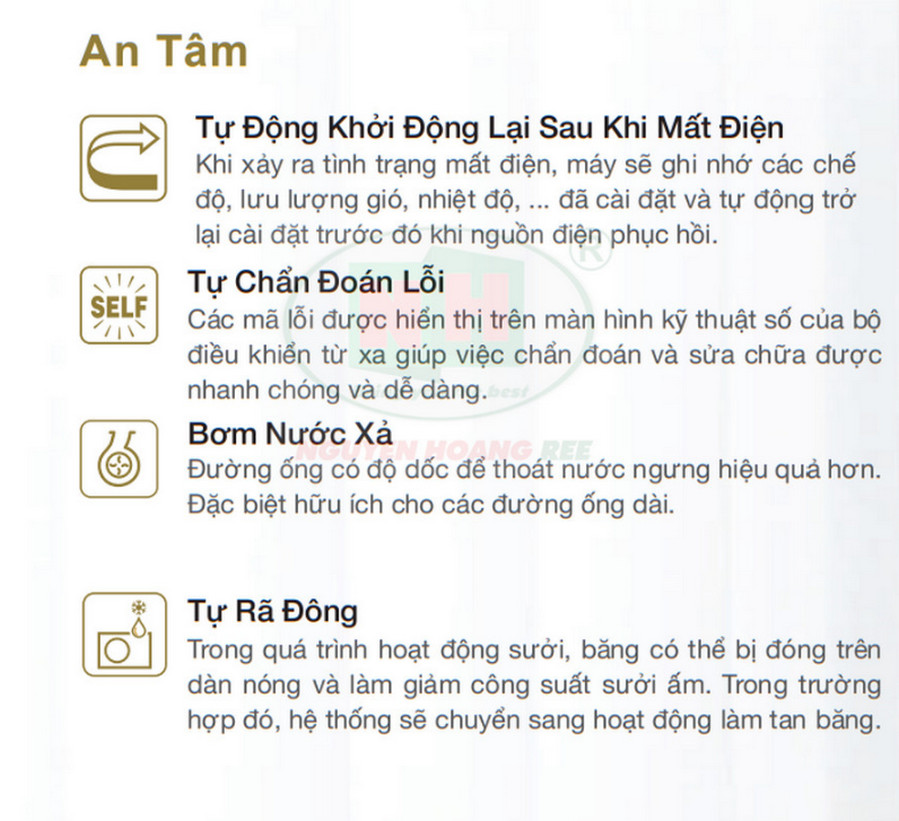 An Tâm
Tự Động Khởi Động Lại Sau Khi Mất Điện
Khi xảy ra tình trạng mất điện, máy sẽ ghi nhớ các chế
độ, lưu lượng gió, nhiệt độ, ... đã cài đặt và tự động trở
lại cài đặt trước đó khi nguồn điện phục hồi.
®
NH
Tự Chẩn Đoán Lỗi
SELF
Các mã lỗi được hiển thị trên màn hình kỹ thuật số của bộ
điều khiển từ xa giúp việc chẩn đoán và sửa chữa được
nhanh chóng và dễ dàng.
best
Bơm Nước Xả
NGUYEN HOANG REE
Đường ống có độ dốc để thoát nước ngưng hiệu quả hơn.
Đặc biệt hữu ích cho các đường ống dài.
Tự Rã Đông
Trong quá trình hoạt động sưởi, băng có thể bị đóng trên
dàn nóng và làm giảm công suất sưởi ấm. Trong trường
hợp đó, hệ thống sẽ chuyển sang hoạt động làm tan băng.